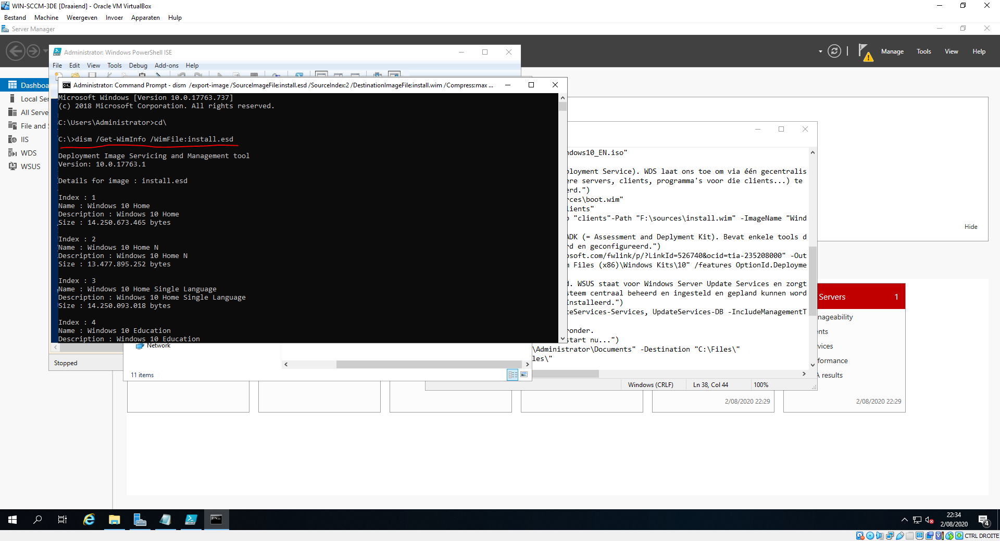 WIN-SCCM-3DE [Draaiend] - Oracle VM VirtualBox
Bestand Machine Weergeven Invoer Apparaten Hulp
Server Manager
Manage Tools View Help
Administrator: Windows PowerShell ISE
File Edit View Tools Debug Add-ons Help
Administrator: Command Prompt - dism /export-image /SourceImageFile:install.esd /SourceIndex:2 /DestinationImageFile:install.wim /Compress:max ...
Microsoft Windows [Version 10.0.17763.737]
(c) 2018 Microsoft Corporation. All rights reserved.
C:\Users\Administrator>cd\
C:\>dism /Get-WimInfo /WimFile:install.esd
Deployment Image Servicing and Management tool
Version: 10.0.17763.1
Details for image : install.esd
Index : 1
Name : Windows 10 Home
Description : Windows 10 Home
Size : 14.250.673.465 bytes
Index : 2
Name : Windows 10 Home N
Description : Windows 10 Home N
Size : 13.477.895.252 bytes
Index : 3
Name : Windows 10 Home Single Language
Description : Windows 10 Home Single Language
Size : 14.250.093.018 bytes
Index : 4
Name : Windows 10 Education
Description : Windows 10 Education
Dashboa
Local Ser
All Serve
File and
IIS
WDS
WSUS
Network
Stopped
11 items
ndows10_EN.iso"
ployment Service). WDS laat ons toe om via één gecentralis
ere servers, clients, programma's voor die clients...) te
erd.")
rces\boot.wim"
lients"
"clients"-Path "F:\sources\install.wim" -ImageName "Wind
ADK (= Assessment and Deplyment Kit). Bevat enkele tools d
rd en geconfigureerd.")
osoft.com/fwlink/p/?LinkId=526740&ocid=tia-235208000" -Out
m Files (x86)\Windows Kits\10" /features OptionId.Deployme
d. WSUS staat voor Windows Server Update Services en zorgt
steem centraal beheerd en ingesteld en gepland kunnen word
ïnstalleerd.")
teServices-Services, UpdateServices-DB -IncludeManagementT
ronder.
start nu...")
\Administrator\Documents" -Destination "C:\Files\"
les\"
Windows (CRLF) Ln 38, Col 44 100%
Hide
Servers 1
nageability
ents
vices
formance
A results
2/08/2020 22:29
2/08/2020 22:29
22:34
2/08/2020
4
CTRL DROITE